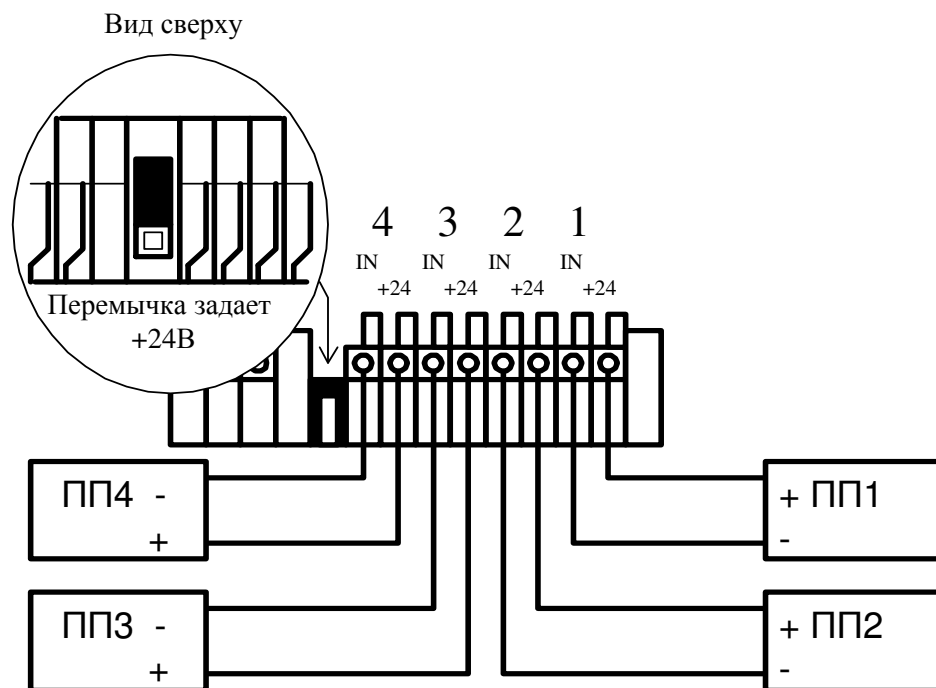 Вид сверху
Перемычка задает
+24В
4 3 2 1
IN IN IN IN
+24 +24 +24 +24
ПП4 -
+
+ ПП1
-
ПП3 -
+
+ ПП2
-